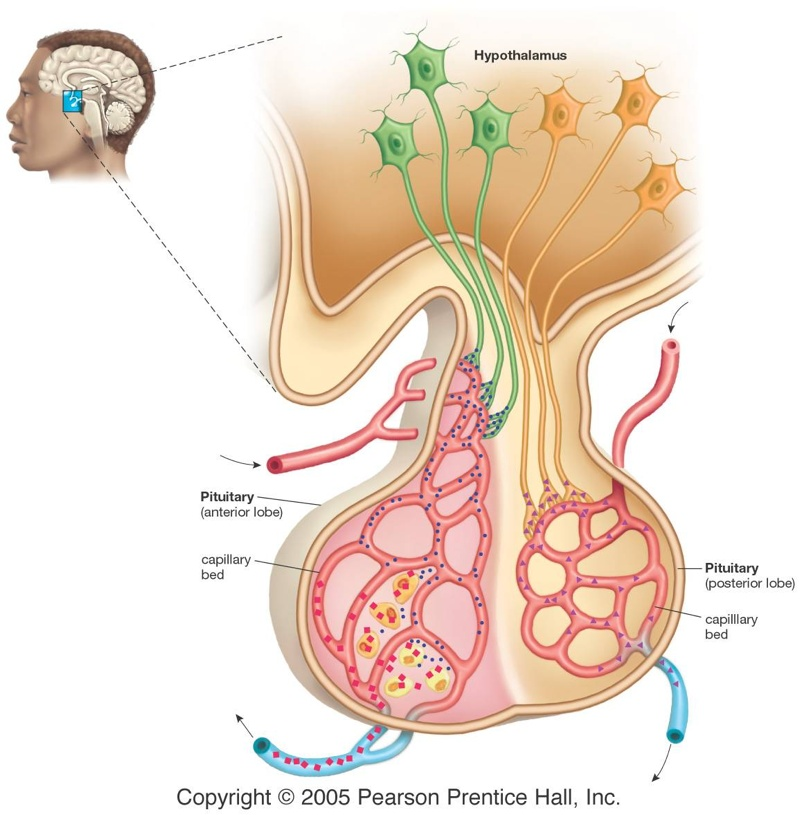 Hypothalamus
Pituitary
(anterior lobe)
capillary
bed
Pituitary
(posterior lobe)
capilllary
bed
Copyright © 2005 Pearson Prentice Hall, Inc.